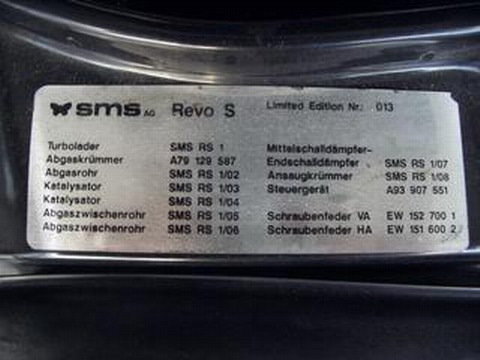 sms AG Revo S Limited Edition Nr.: 013
Turbolader SMS RS 1
Abgaskrümmer A79 129 587
Abgasrohr SMS RS 1/02
Katalysator SMS RS 1/03
Katalysator SMS RS 1/04
Abgaszwischenrohr SMS RS 1/05
Abgaszwischenrohr SMS RS 1/06
Mittelschalldämpfer-
Endschalldämpfer SMS RS 1/07
Ansaugkrümmer SMS RS 1/08
Steuergerät A93 907 551
Schraubenfeder VA EW 152 700 1
Schraubenfeder HA EW 151 600 2